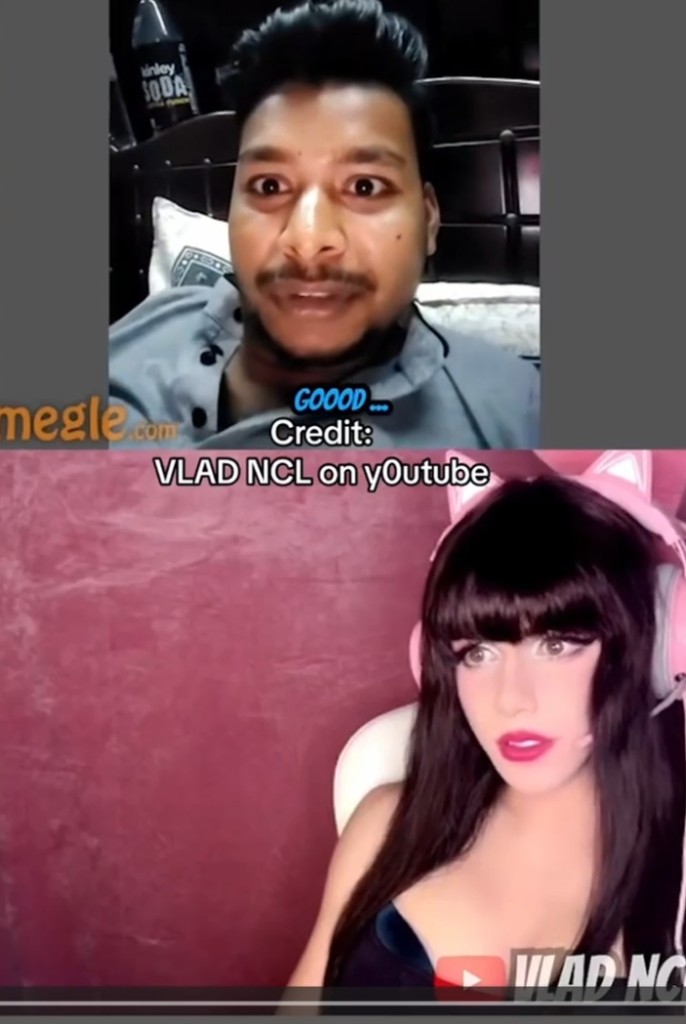 kinley
SODA
GOOOD...
megle.com
Credit:
VLAD NCL on y0utube
VLAD NC